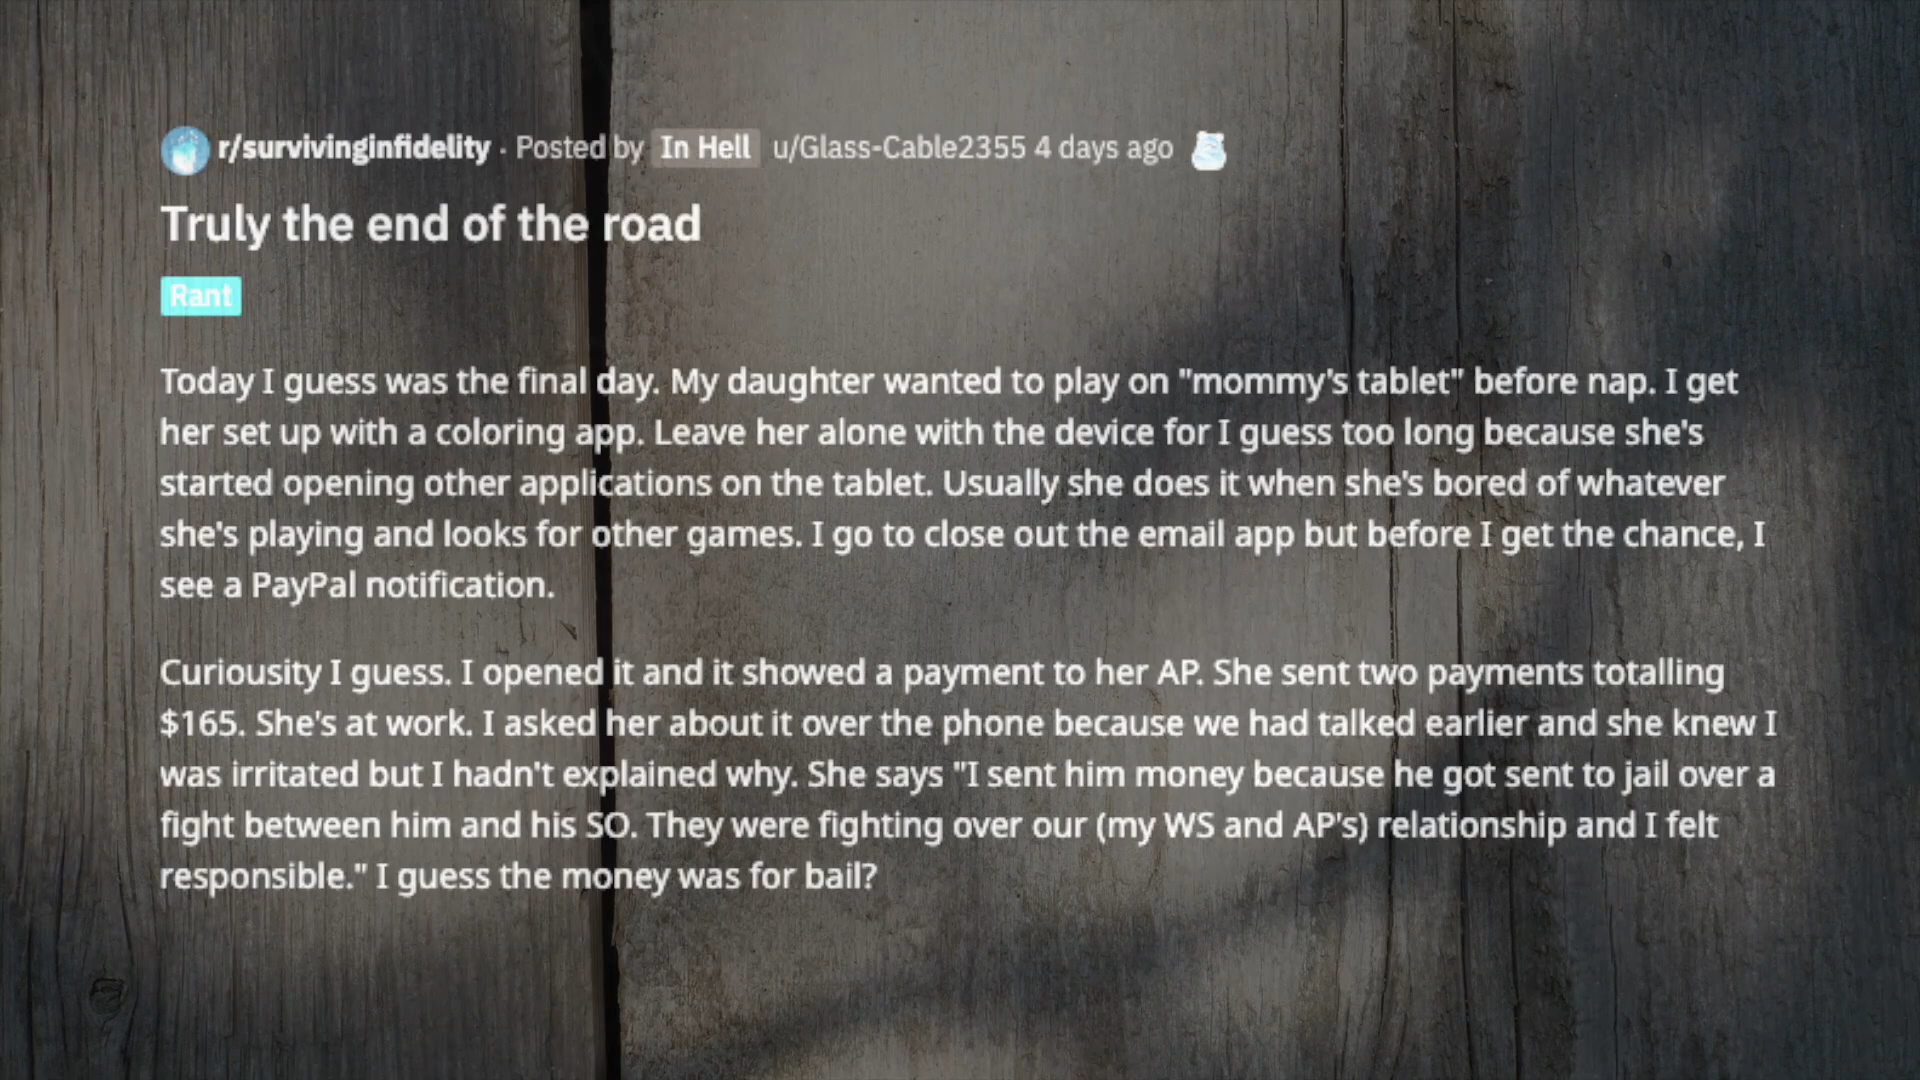 r/survivinginfidelity · Posted by In Hell u/Glass-Cable2355 4 days ago
Truly the end of the road
Rant
Today I guess was the final day. My daughter wanted to play on "mommy's tablet" before nap. I get
her set up with a coloring app. Leave her alone with the device for I guess too long because she's
started opening other applications on the tablet. Usually she does it when she's bored of whatever
she's playing and looks for other games. I go to close out the email app but before I get the chance, I
see a PayPal notification.
Curiousity I guess. I opened it and it showed a payment to her AP. She sent two payments totalling
$165. She's at work. I asked her about it over the phone because we had talked earlier and she knew I
was irritated but I hadn't explained why. She says "I sent him money because he got sent to jail over a
fight between him and his SO. They were fighting over our (my WS and AP's) relationship and I felt
responsible." I guess the money was for bail?